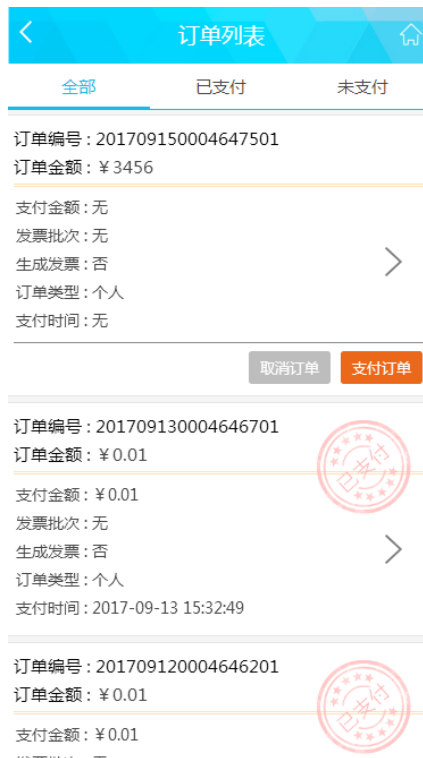 订单列表
全部 已支付 未支付
订单编号 : 201709150004647501
订单金额 : ¥3456
支付金额 : 无
发票批次 : 无
生成发票 : 否
订单类型 : 个人
支付时间 : 无
取消订单 支付订单
订单编号 : 201709130004646701
订单金额 : ¥0.01
已支付
支付金额 : ¥0.01
发票批次 : 无
生成发票 : 否
订单类型 : 个人
支付时间 : 2017-09-13 15:32:49
订单编号 : 201709120004646201
订单金额 : ¥0.01
已支付
支付金额 : ¥0.01